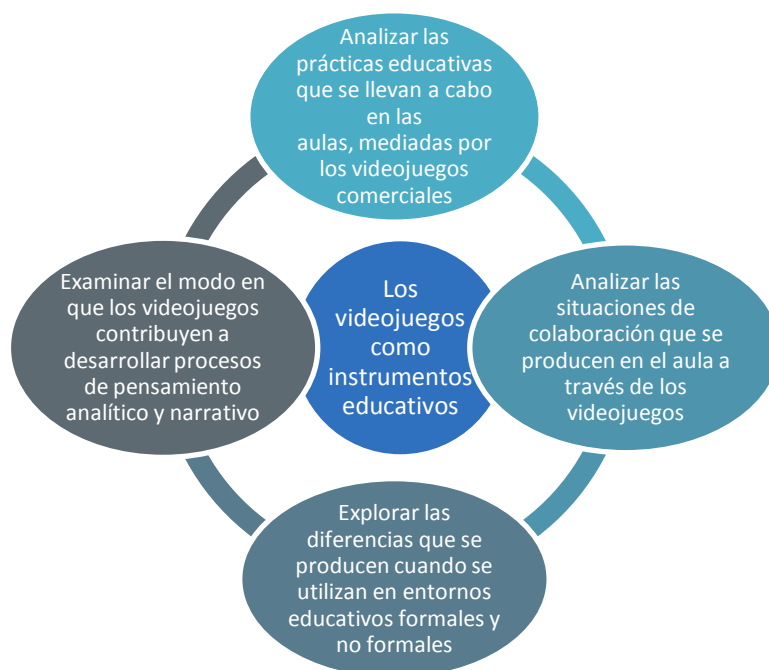 Analizar las
prácticas educativas
que se llevan a cabo
en las
aulas, mediadas por
los videojuegos
comerciales
Examinar el modo en
que los videojuegos
contribuyen a
desarrollar procesos
de pensamiento
analítico y narrativo
Los
videojuegos
como
instrumentos
educativos
Analizar las
situaciones de
colaboración que se
producen en el aula a
través de los
videojuegos
Explorar las
diferencias que se
producen cuando se
utilizan en entornos
educativos formales y
no formales